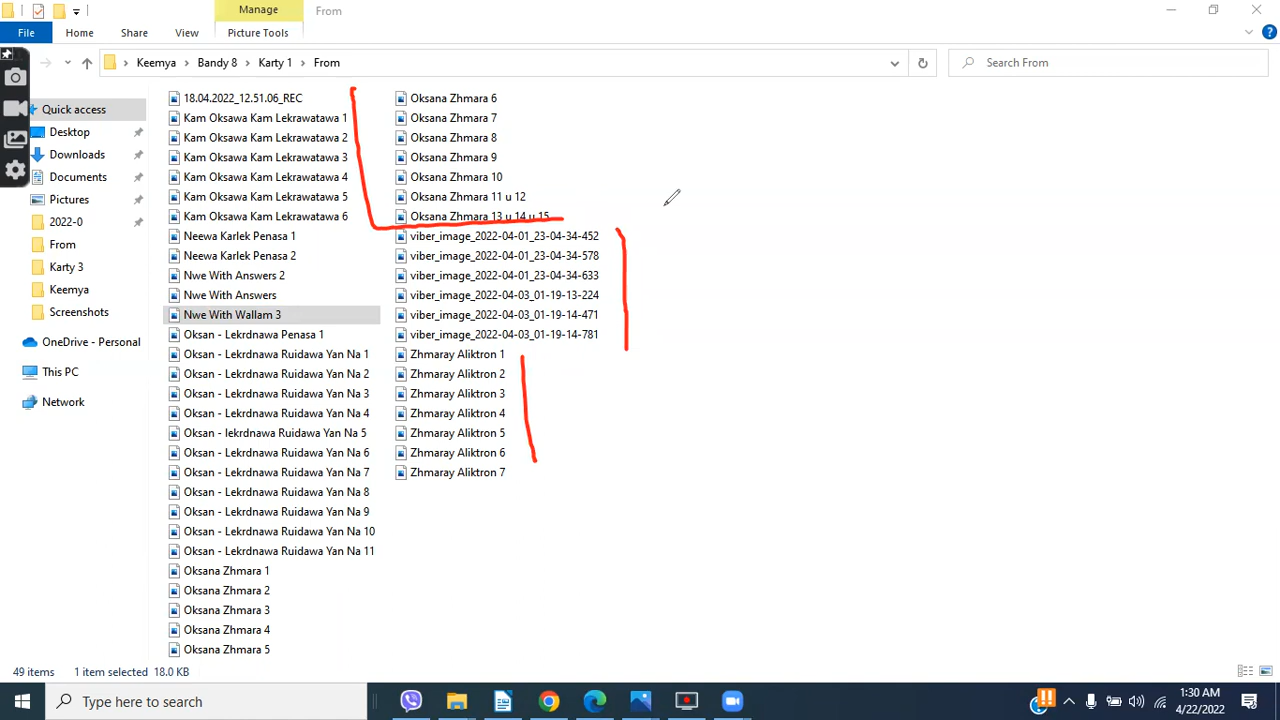 Manage
From
File
Home
Share
View
Picture Tools
Keemya > Bandy 8 > Karty 1 > From
Search From
Quick access
Desktop
Downloads
Documents
Pictures
2022-0
From
Karty 3
Keemya
Screenshots
OneDrive - Personal
This PC
Network
18.04.2022_12.51.06_REC
Kam Oksawa Kam Lekrawatawa 1
Kam Oksawa Kam Lekrawatawa 2
Kam Oksawa Kam Lekrawatawa 3
Kam Oksawa Kam Lekrawatawa 4
Kam Oksawa Kam Lekrawatawa 5
Kam Oksawa Kam Lekrawatawa 6
Neewa Karlek Penasa 1
Neewa Karlek Penasa 2
Nwe With Answers 2
Nwe With Answers
Nwe With Wallam 3
Oksan - Lekrdnawa Penasa 1
Oksan - Lekrdnawa Ruidawa Yan Na 1
Oksan - Lekrdnawa Ruidawa Yan Na 2
Oksan - Lekrdnawa Ruidawa Yan Na 3
Oksan - Lekrdnawa Ruidawa Yan Na 4
Oksan - lekrdnawa Ruidawa Yan Na 5
Oksan - Lekrdnawa Ruidawa Yan Na 6
Oksan - Lekrdnawa Ruidawa Yan Na 7
Oksan - Lekrdnawa Ruidawa Yan Na 8
Oksan - Lekrdnawa Ruidawa Yan Na 9
Oksan - Lekrdnawa Ruidawa Yan Na 10
Oksan - Lekrdnawa Ruidawa Yan Na 11
Oksana Zhmara 1
Oksana Zhmara 2
Oksana Zhmara 3
Oksana Zhmara 4
Oksana Zhmara 5
Oksana Zhmara 6
Oksana Zhmara 7
Oksana Zhmara 8
Oksana Zhmara 9
Oksana Zhmara 10
Oksana Zhmara 11 u 12
Oksana Zhmara 13 u 14 u 15
viber_image_2022-04-01_23-04-34-452
viber_image_2022-04-01_23-04-34-578
viber_image_2022-04-01_23-04-34-633
viber_image_2022-04-03_01-19-13-224
viber_image_2022-04-03_01-19-14-471
viber_image_2022-04-03_01-19-14-781
Zhmaray Aliktron 1
Zhmaray Aliktron 2
Zhmaray Aliktron 3
Zhmaray Aliktron 4
Zhmaray Aliktron 5
Zhmaray Aliktron 6
Zhmaray Aliktron 7
49 items
1 item selected 18.0 KB
Type here to search
1:30 AM
4/22/2022